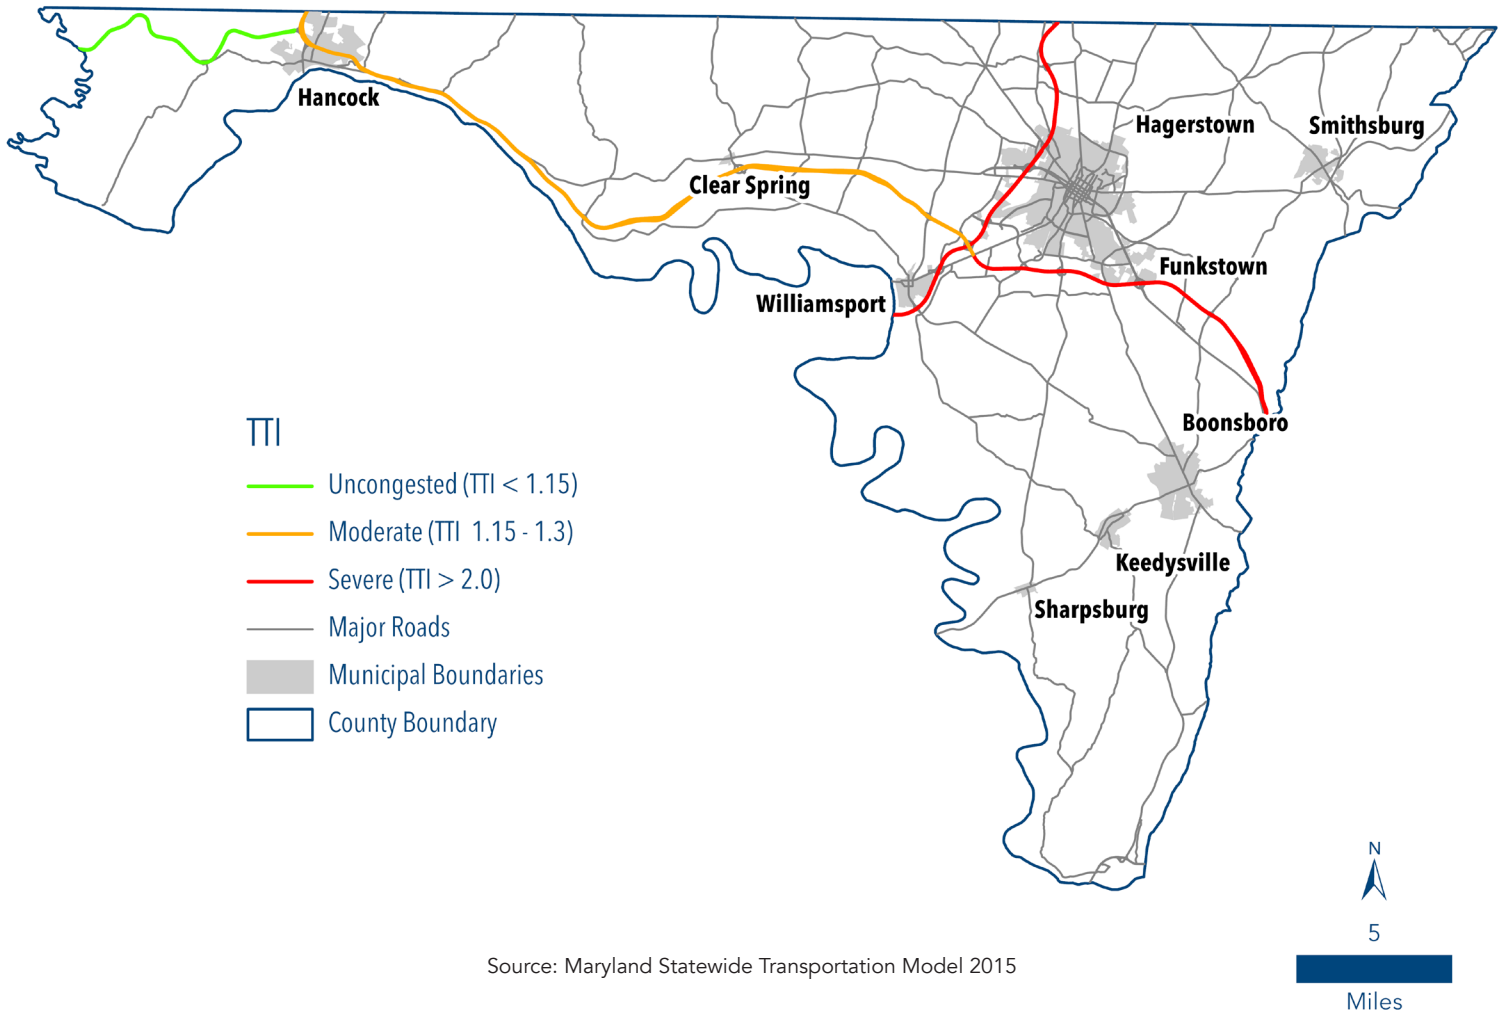 Hancock
Hagerstown
Smithsburg
Clear Spring
Funkstown
Williamsport
Boonsboro
Keedysville
Sharpsburg
TTI
Uncongested (TTI < 1.15)
Moderate (TTI 1.15 - 1.3)
Severe (TTI > 2.0)
Major Roads
Municipal Boundaries
County Boundary
N
5
Miles
Source: Maryland Statewide Transportation Model 2015